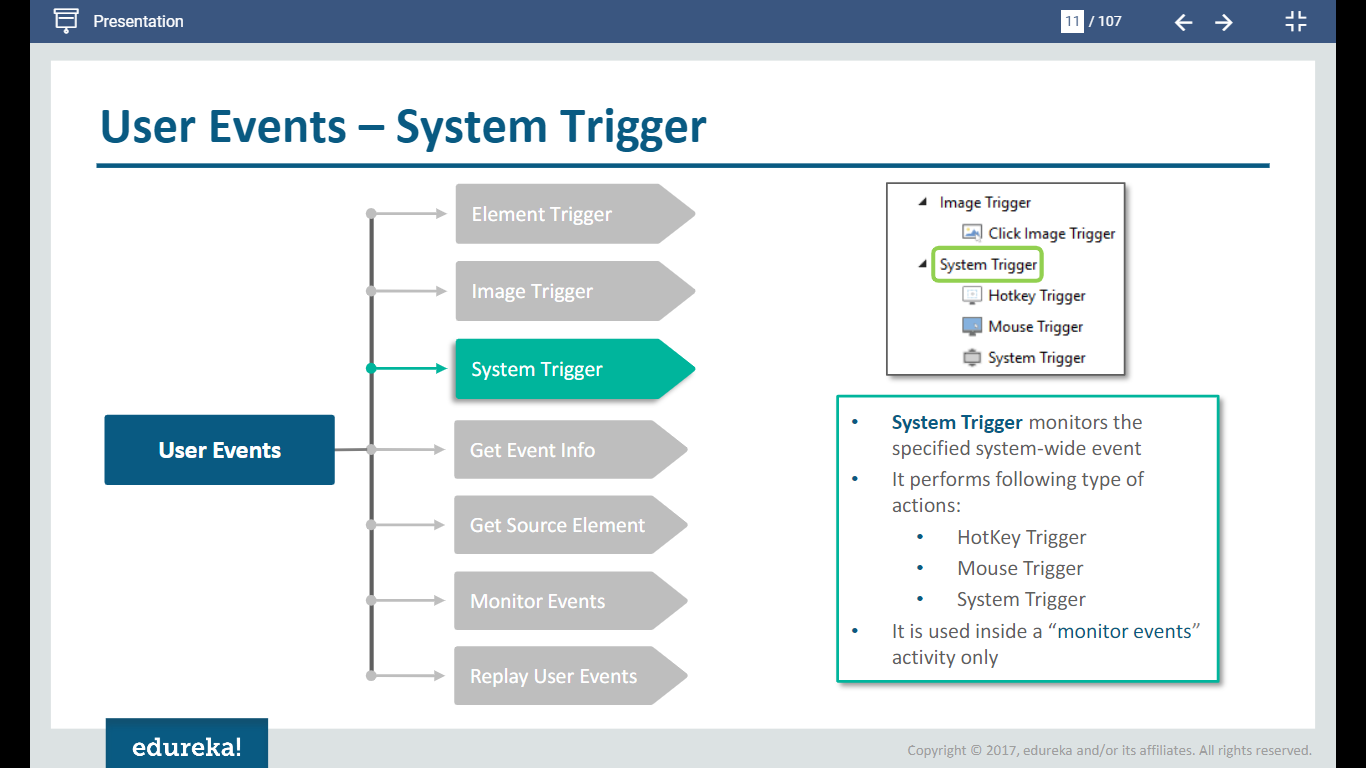 Presentation
11 / 107
User Events – System Trigger
Element Trigger
Image Trigger
System Trigger
User Events
Get Event Info
Get Source Element
Monitor Events
Replay User Events
Image Trigger
Click Image Trigger
System Trigger
Hotkey Trigger
Mouse Trigger
System Trigger
• System Trigger monitors the
specified system-wide event
• It performs following type of
actions:
• HotKey Trigger
• Mouse Trigger
• System Trigger
• It is used inside a “monitor events”
activity only
edureka!
Copyright © 2017, edureka and/or its affiliates. All rights reserved.